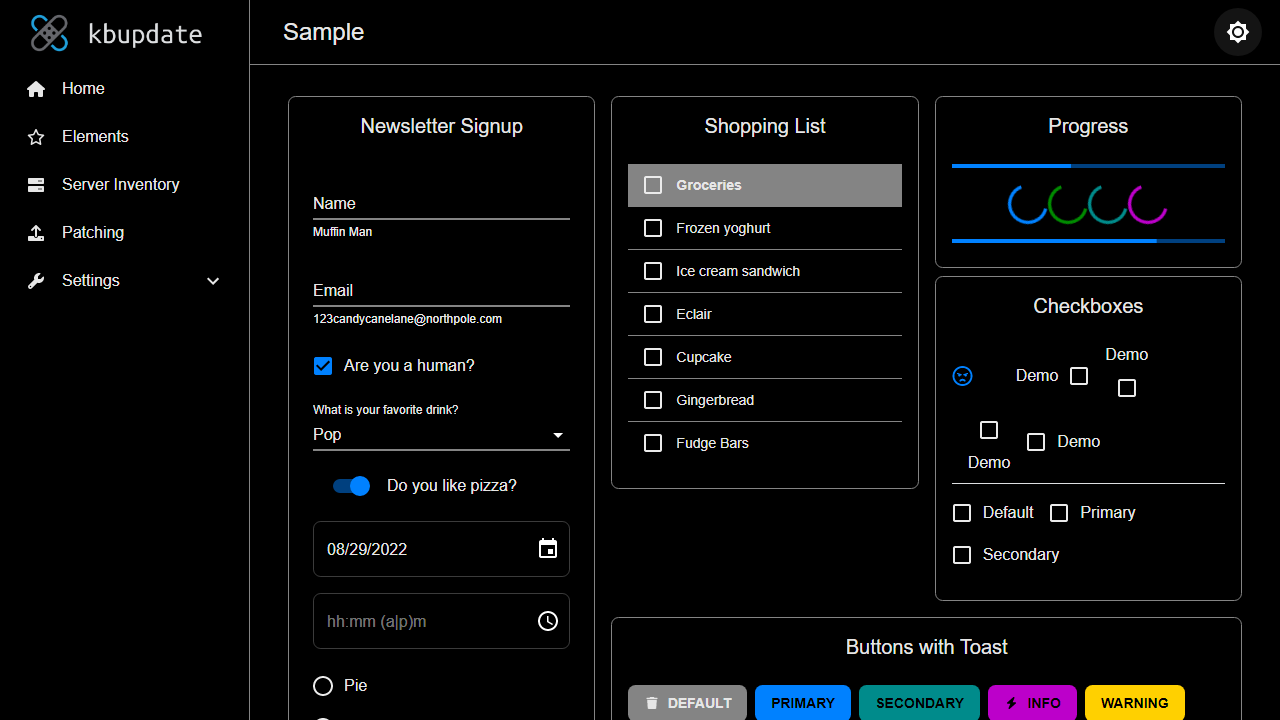 kbupdate
Home
Elements
Server Inventory
Patching
Settings
Sample
Newsletter Signup
Name
Muffin Man
Email
123candycanelane@northpole.com
Are you a human?
What is your favorite drink?
Pop
Do you like pizza?
08/29/2022
hh:mm (a|p)m
Pie
Shopping List
Groceries
Frozen yoghurt
Ice cream sandwich
Eclair
Cupcake
Gingerbread
Fudge Bars
Progress
Checkboxes
Demo
Demo
Demo
Demo
Default Primary
Secondary
Buttons with Toast
DEFAULT PRIMARY SECONDARY INFO WARNING